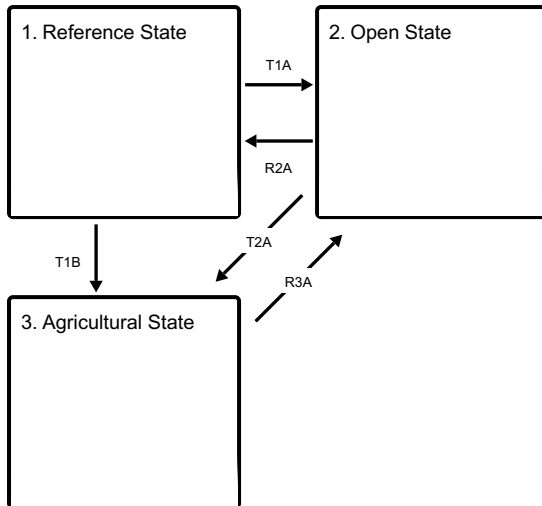 1. Reference State
2. Open State
T1A
R2A
T1B
T2A
R3A
3. Agricultural State